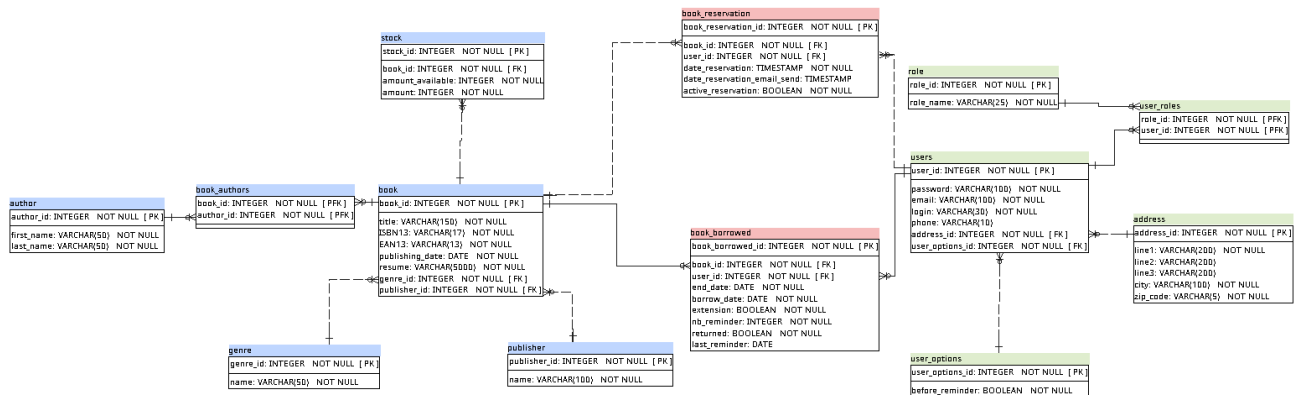 book_reservation
book_reservation_id: INTEGER NOT NULL [ PK ]
book_id: INTEGER NOT NULL [ FK ]
user_id: INTEGER NOT NULL [ FK ]
date_reservation: TIMESTAMP NOT NULL
date_reservation_email_send: TIMESTAMP
active_reservation: BOOLEAN NOT NULL
stock
stock_id: INTEGER NOT NULL [ PK ]
book_id: INTEGER NOT NULL [ FK ]
amount_available: INTEGER NOT NULL
amount: INTEGER NOT NULL
role
role_id: INTEGER NOT NULL [ PK ]
role_name: VARCHAR(25) NOT NULL
user_roles
role_id: INTEGER NOT NULL [ PFK ]
user_id: INTEGER NOT NULL [ PFK ]
users
user_id: INTEGER NOT NULL [ PK ]
password: VARCHAR(100) NOT NULL
email: VARCHAR(100) NOT NULL
login: VARCHAR(30) NOT NULL
phone: VARCHAR(10)
address_id: INTEGER NOT NULL [ FK ]
user_options_id: INTEGER NOT NULL [ FK ]
author
author_id: INTEGER NOT NULL [ PK ]
first_name: VARCHAR(50) NOT NULL
last_name: VARCHAR(50) NOT NULL
book_authors
book_id: INTEGER NOT NULL [ PFK ]
author_id: INTEGER NOT NULL [ PFK ]
book
book_id: INTEGER NOT NULL [ PK ]
title: VARCHAR(150) NOT NULL
ISBN13: VARCHAR(17) NOT NULL
EAN13: VARCHAR(13) NOT NULL
publishing_date: DATE NOT NULL
resume: VARCHAR(5000) NOT NULL
genre_id: INTEGER NOT NULL [ FK ]
publisher_id: INTEGER NOT NULL [ FK ]
address
address_id: INTEGER NOT NULL [ PK ]
line1: VARCHAR(200) NOT NULL
line2: VARCHAR(200)
line3: VARCHAR(200)
city: VARCHAR(100) NOT NULL
zip_code: VARCHAR(5) NOT NULL
book_borrowed
book_borrowed_id: INTEGER NOT NULL [ PK ]
book_id: INTEGER NOT NULL [ FK ]
user_id: INTEGER NOT NULL [ FK ]
end_date: DATE NOT NULL
borrow_date: DATE NOT NULL
extension: BOOLEAN NOT NULL
nb_reminder: INTEGER NOT NULL
returned: BOOLEAN NOT NULL
last_reminder: DATE
genre
genre_id: INTEGER NOT NULL [ PK ]
name: VARCHAR(50) NOT NULL
publisher
publisher_id: INTEGER NOT NULL [ PK ]
name: VARCHAR(100) NOT NULL
user_options
user_options_id: INTEGER NOT NULL [ PK ]
before_reminder: BOOLEAN NOT NULL